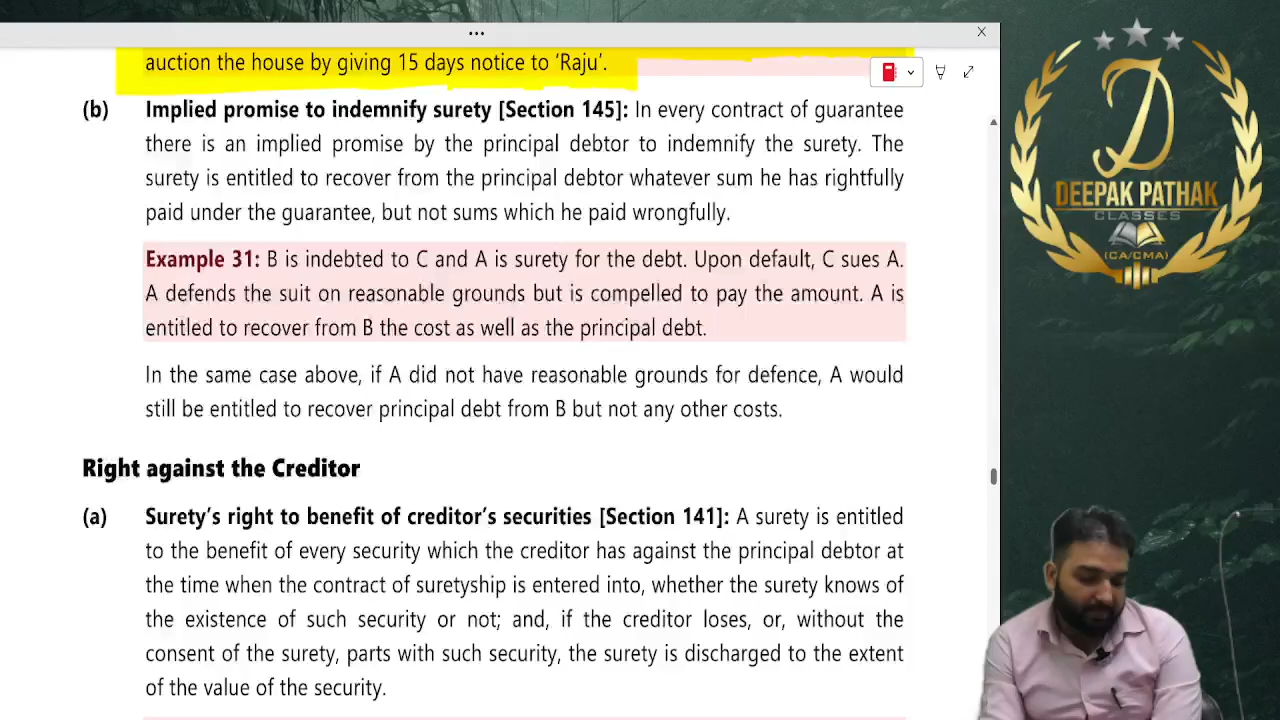 auction the house by giving 15 days notice to ‘Raju’.
(b) Implied promise to indemnify surety [Section 145]: In every contract of guarantee
there is an implied promise by the principal debtor to indemnify the surety. The
surety is entitled to recover from the principal debtor whatever sum he has rightfully
paid under the guarantee, but not sums which he paid wrongfully.
Example 31: B is indebted to C and A is surety for the debt. Upon default, C sues A.
A defends the suit on reasonable grounds but is compelled to pay the amount. A is
entitled to recover from B the cost as well as the principal debt.
In the same case above, if A did not have reasonable grounds for defence, A would
still be entitled to recover principal debt from B but not any other costs.
Right against the Creditor
(a) Surety’s right to benefit of creditor’s securities [Section 141]: A surety is entitled
to the benefit of every security which the creditor has against the principal debtor at
the time when the contract of suretyship is entered into, whether the surety knows of
the existence of such security or not; and, if the creditor loses, or, without the
consent of the surety, parts with such security, the surety is discharged to the extent
of the value of the security.
D
DEEPAK PATHAK
CLASSES
(CA/CMA)